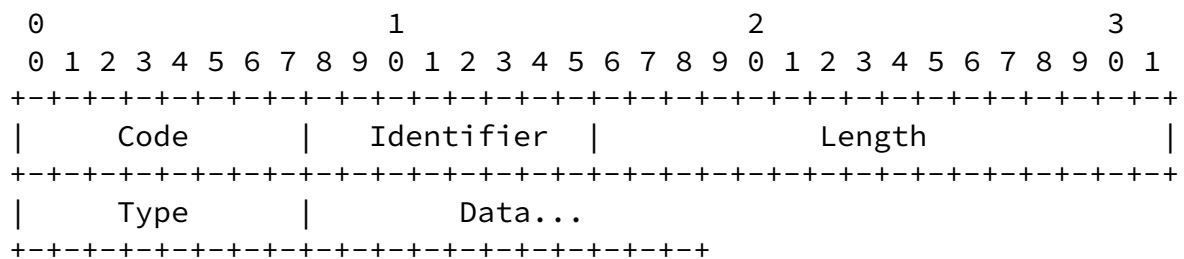 0                   1                   2                   3
 0 1 2 3 4 5 6 7 8 9 0 1 2 3 4 5 6 7 8 9 0 1 2 3 4 5 6 7 8 9 0 1
+-+-+-+-+-+-+-+-+-+-+-+-+-+-+-+-+-+-+-+-+-+-+-+-+-+-+-+-+-+-+-+-+
|     Code      |   Identifier  |            Length             |
+-+-+-+-+-+-+-+-+-+-+-+-+-+-+-+-+-+-+-+-+-+-+-+-+-+-+-+-+-+-+-+-+
|     Type      |        Data...
+-+-+-+-+-+-+-+-+-+-+-+-+-+-+-+-+-+-+-+